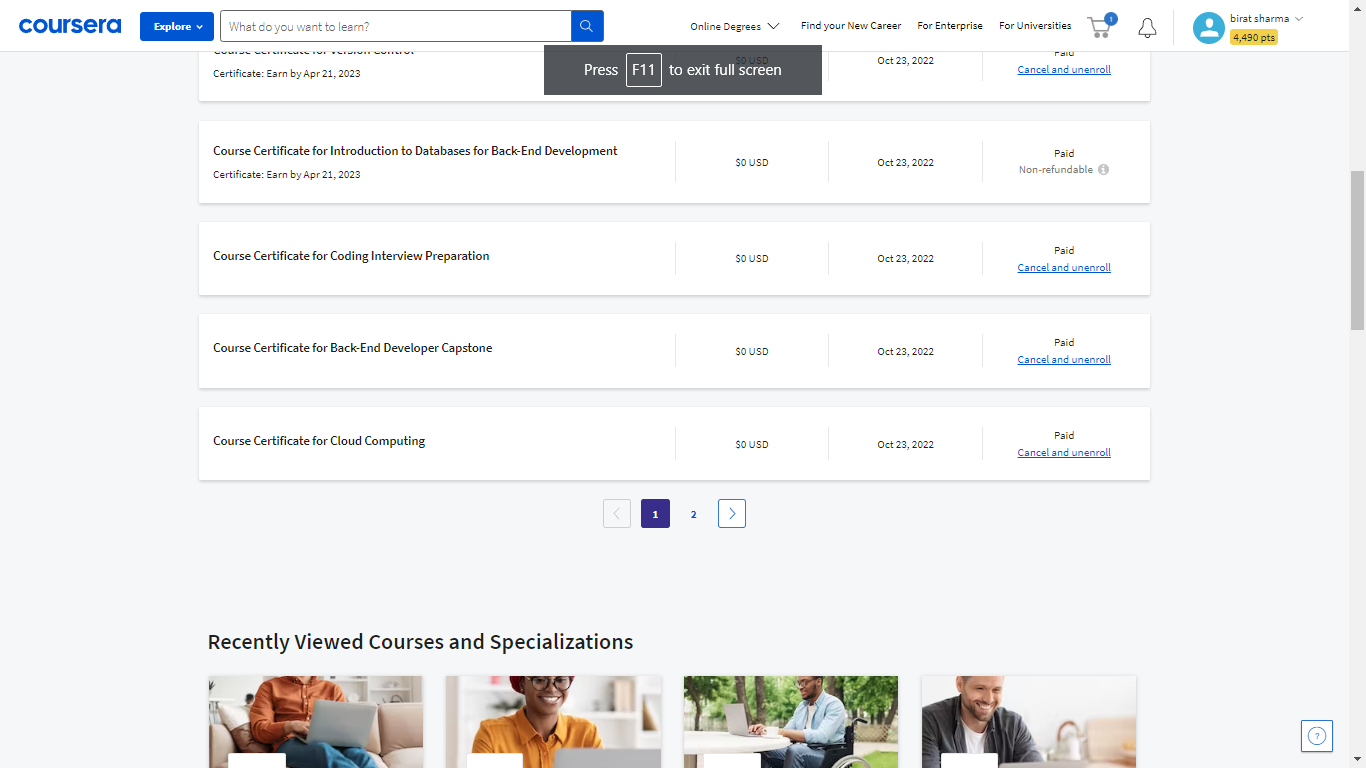 coursera
Explore
What do you want to learn?
Online Degrees
Find your New Career
For Enterprise
For Universities
1
birat sharma
4,490 pts
Course Certificate for Version Control
Certificate: Earn by Apr 21, 2023
$0 USD
Oct 23, 2022
Paid
Cancel and unenroll
Press F11 to exit full screen
Course Certificate for Introduction to Databases for Back-End Development
Certificate: Earn by Apr 21, 2023
$0 USD
Oct 23, 2022
Paid
Non-refundable
Course Certificate for Coding Interview Preparation
$0 USD
Oct 23, 2022
Paid
Cancel and unenroll
Course Certificate for Back-End Developer Capstone
$0 USD
Oct 23, 2022
Paid
Cancel and unenroll
Course Certificate for Cloud Computing
$0 USD
Oct 23, 2022
Paid
Cancel and unenroll
1
2
Recently Viewed Courses and Specializations
?